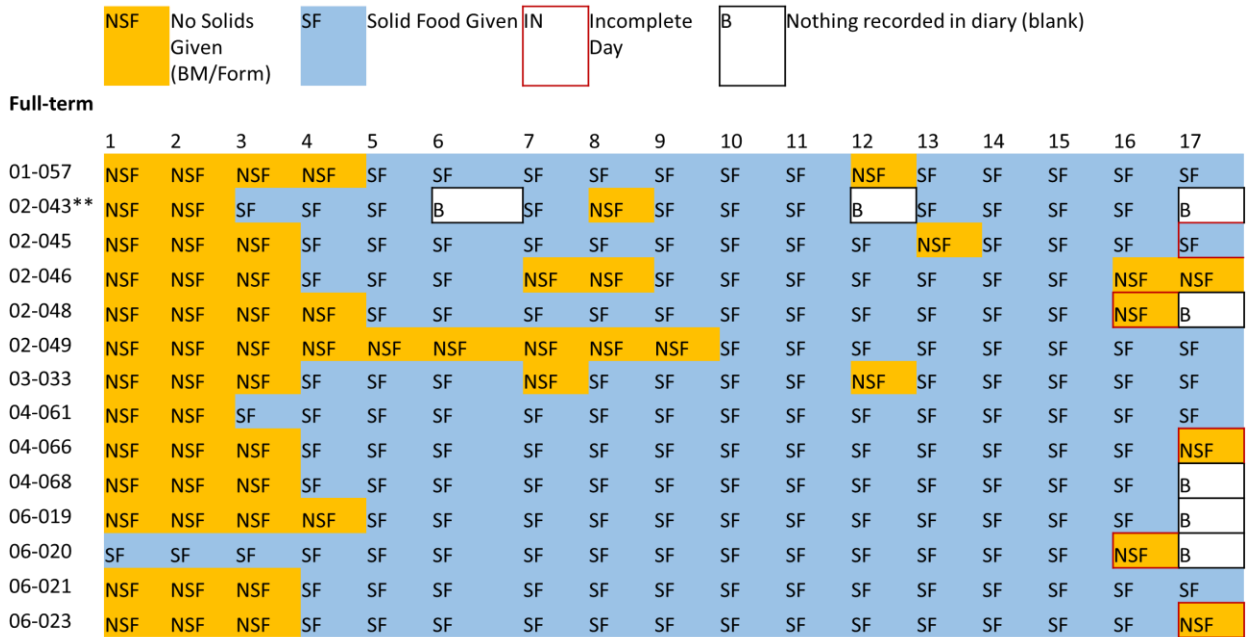 NSF No Solids Given (BM/Form) SF Solid Food Given IN Incomplete Day B Nothing recorded in diary (blank)
Full-term
1 2 3 4 5 6 7 8 9 10 11 12 13 14 15 16 17
01-057 NSF NSF NSF NSF SF SF SF SF SF SF SF NSF SF SF SF SF SF
02-043** NSF NSF SF SF SF B SF NSF SF SF SF B SF SF SF SF B
02-045 NSF NSF NSF SF SF SF SF SF SF SF SF SF NSF SF SF SF SF
02-046 NSF NSF NSF SF SF SF NSF NSF SF SF SF SF SF SF SF NSF NSF
02-048 NSF NSF NSF NSF SF SF SF SF SF SF SF SF SF SF SF NSF B
02-049 NSF NSF NSF NSF NSF NSF NSF NSF NSF SF SF SF SF SF SF SF SF
03-033 NSF NSF NSF SF SF SF NSF SF SF SF SF NSF SF SF SF SF SF
04-061 NSF NSF SF SF SF SF SF SF SF SF SF SF SF SF SF SF SF
04-066 NSF NSF NSF SF SF SF SF SF SF SF SF SF SF SF SF SF NSF
04-068 NSF NSF NSF SF SF SF SF SF SF SF SF SF SF SF SF SF B
06-019 NSF NSF NSF NSF SF SF SF SF SF SF SF SF SF SF SF SF B
06-020 SF SF SF SF SF SF SF SF SF SF SF SF SF SF SF NSF B
06-021 NSF NSF NSF SF SF SF SF SF SF SF SF SF SF SF SF SF SF
06-023 NSF NSF NSF SF SF SF SF SF SF SF SF SF SF SF SF SF NSF